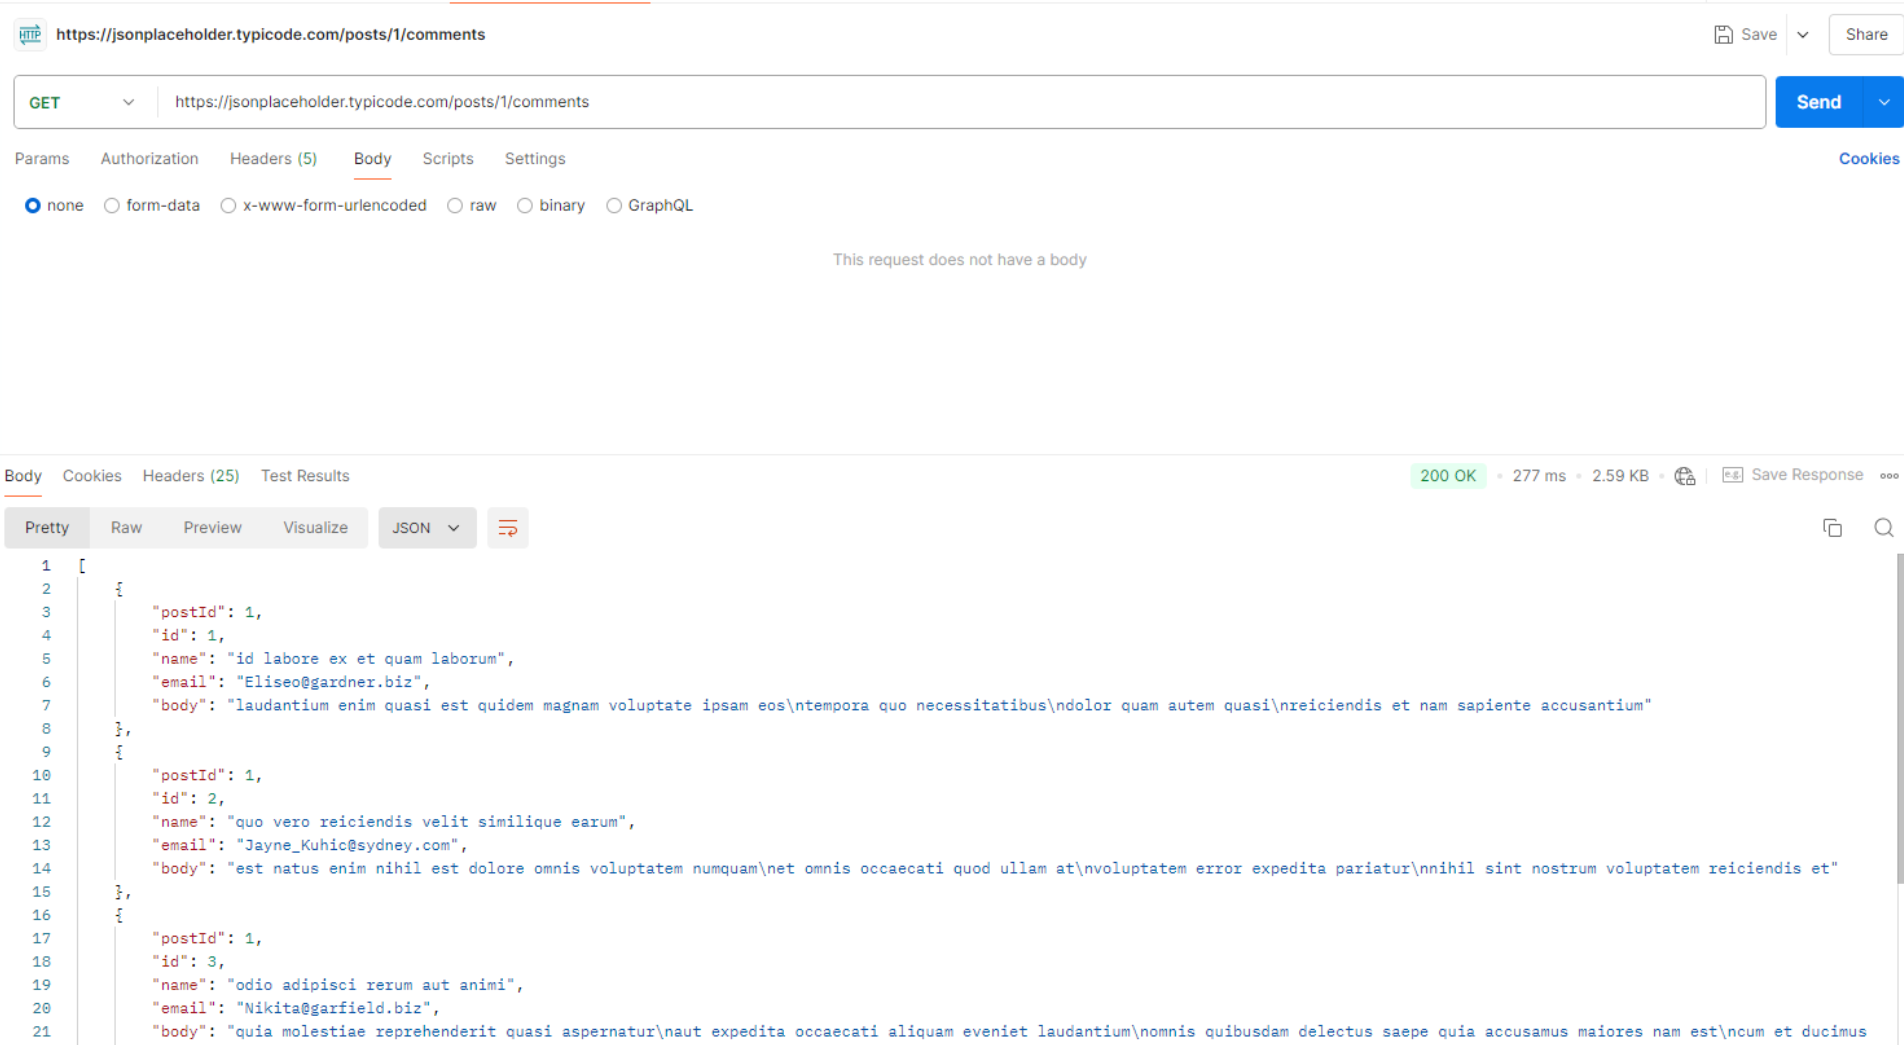 HTTP https://jsonplaceholder.typicode.com/posts/1/comments Save Share
GET https://jsonplaceholder.typicode.com/posts/1/comments Send
Params Authorization Headers (5) Body Scripts Settings Cookies
none form-data x-www-form-urlencoded raw binary GraphQL
This request does not have a body
Body Cookies Headers (25) Test Results 200 OK 277 ms 2.59 KB e.g. Save Response
Pretty Raw Preview Visualize JSON
1 [
2 {
3 "postId": 1,
4 "id": 1,
5 "name": "id labore ex et quam laborum",
6 "email": "Eliseo@gardner.biz",
7 "body": "laudantium enim quasi est quidem magnam voluptate ipsam eos\ntempora quo necessitatibus\ndolor quam autem quasi\nreiciendis et nam sapiente accusantium"
8 },
9 {
10 "postId": 1,
11 "id": 2,
12 "name": "quo vero reiciendis velit similique earum",
13 "email": "Jayne_Kuhic@sydney.com",
14 "body": "est natus enim nihil est dolore omnis voluptatem numquam\net omnis occaecati quod ullam at\nvoluptatem error expedita pariatur\nnihil sint nostrum voluptatem reiciendis et"
15 },
16 {
17 "postId": 1,
18 "id": 3,
19 "name": "odio adipisci rerum aut animi",
20 "email": "Nikita@garfield.biz",
21 "body": "quia molestiae reprehenderit quasi aspernatur\naut expedita occaecati aliquam eveniet laudantium\nomnis quibusdam delectus saepe quia accusamus maiores nam est\ncum et ducimus